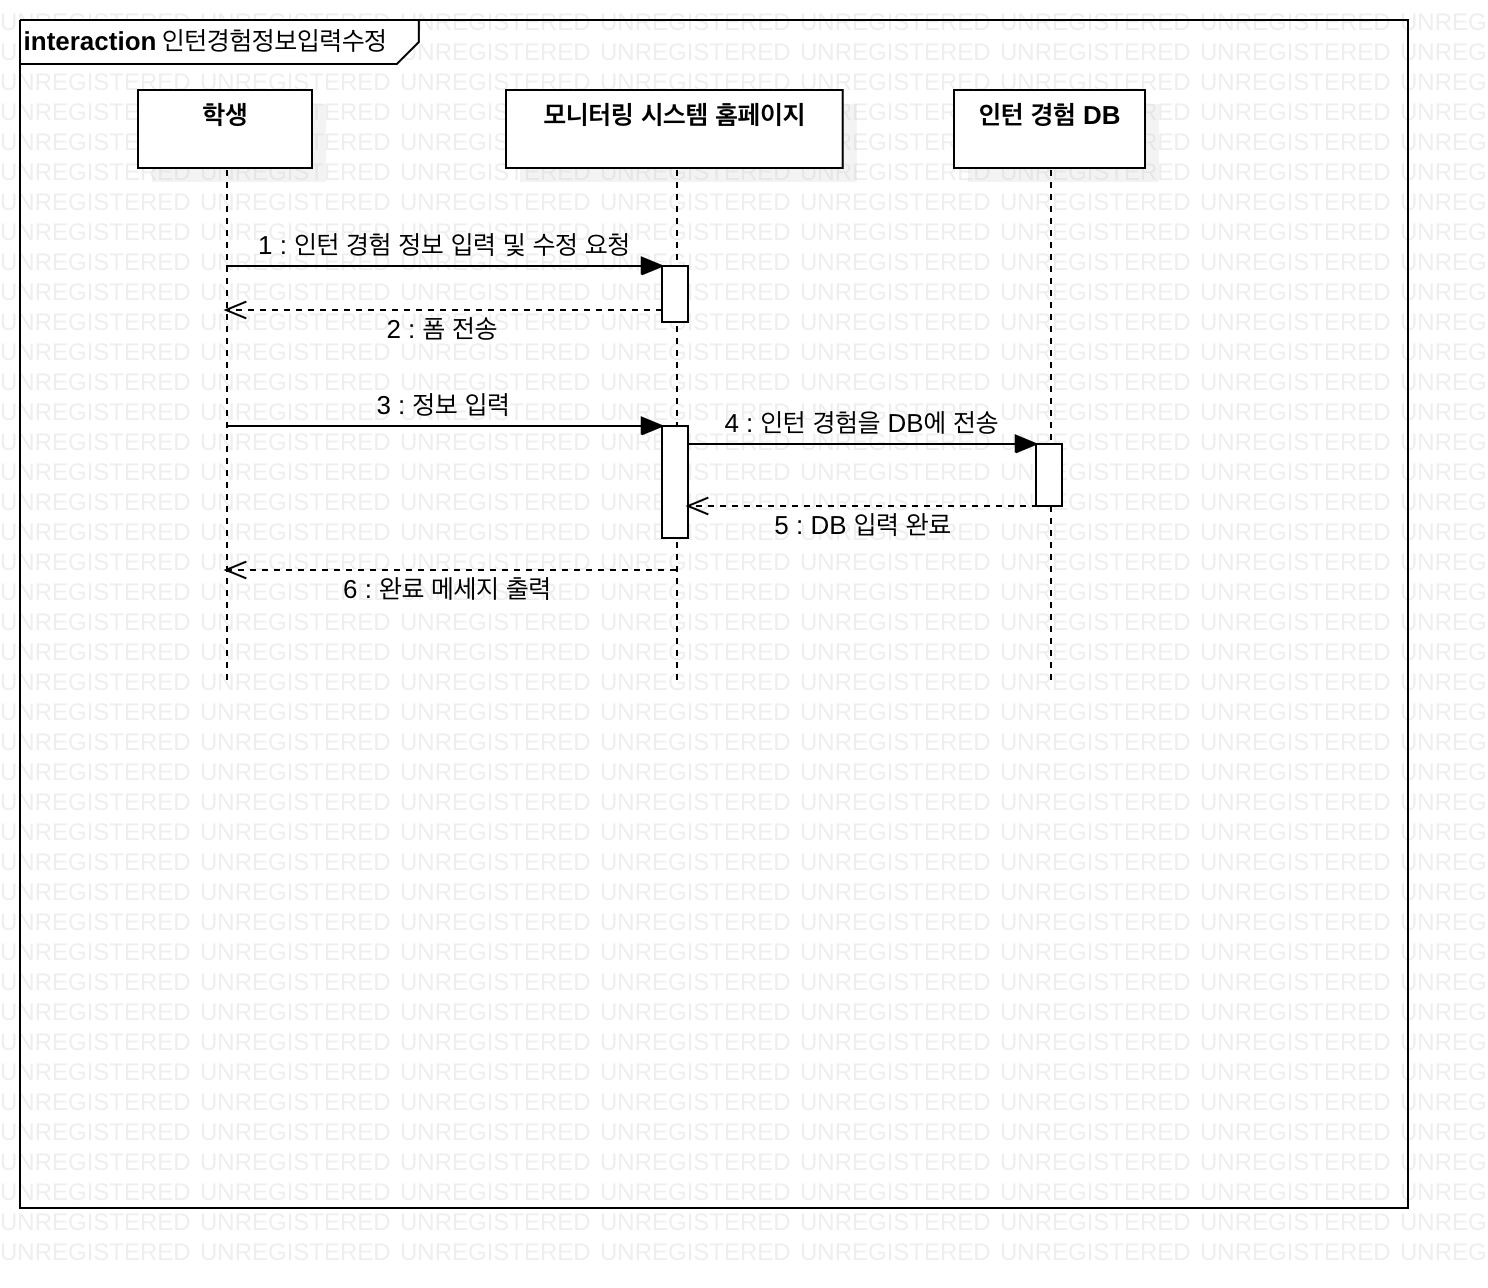 interaction 인턴경험정보입력수정
학생
모니터링 시스템 홈페이지
인턴 경험 DB
1 : 인턴 경험 정보 입력 및 수정 요청
2 : 폼 전송
3 : 정보 입력
4 : 인턴 경험을 DB에 전송
5 : DB 입력 완료
6 : 완료 메세지 출력
UNREGISTERED